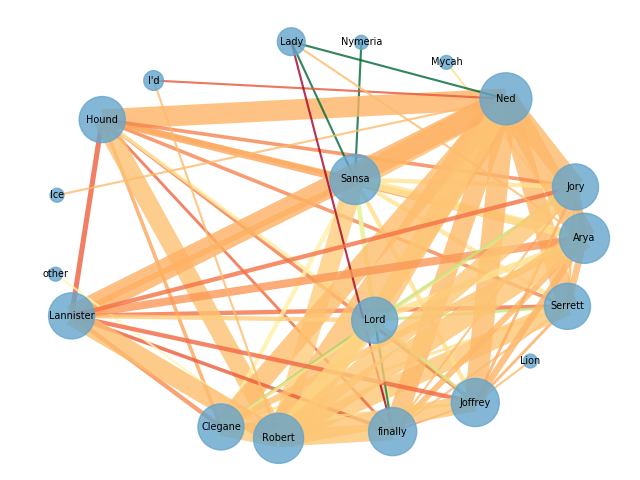 Lady
Nymeria
Mycah
I'd
Ned
Hound
Sansa
Jory
Ice
Arya
other
Serrett
Lannister
Lord
Lion
Joffrey
Clegane
finally
Robert